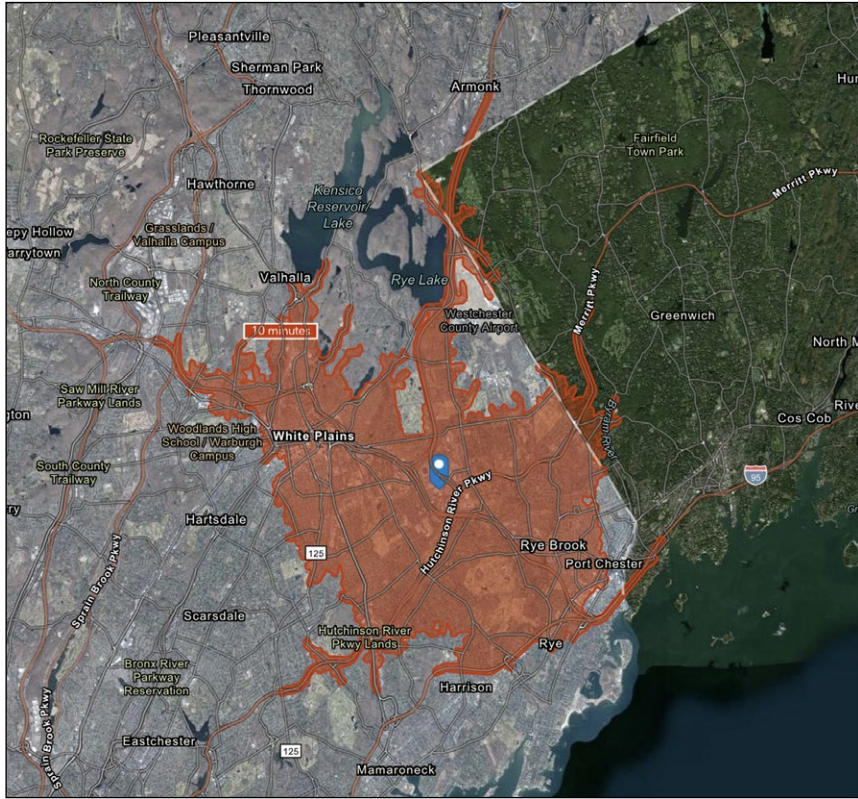 Pleasantville
Sherman Park
Thornwood
Armonk
Rockefeller State
Park Preserve
Fairfield
Town Park
Merritt Pkwy
Hawthorne
Kensico
Reservoir/
Lake
Grasslands /
Valhalla Campus
epy Hollow
arrytown
North County
Trailway
Valhalla
Rye Lake
Merritt Pkwy
Westchester
County Airport
Greenwich
10 minutes
North M
Saw Mill River
Parkway Lands
Woodlands High
School / Warburgh
Campus
White Plains
Byram River
Cos Cob
Rive
South County
Trailway
95
Hutchinson River Pkwy
Hartsdale
125
Rye Brook
Port Chester
Sprain Brook Pkwy
Scarsdale
Hutchinson River
Pkwy Lands
Rye
Bronx River
Parkway
Reservation
Harrison
Sprain Brook Pkwy
Eastchester
125
Mamaroneck